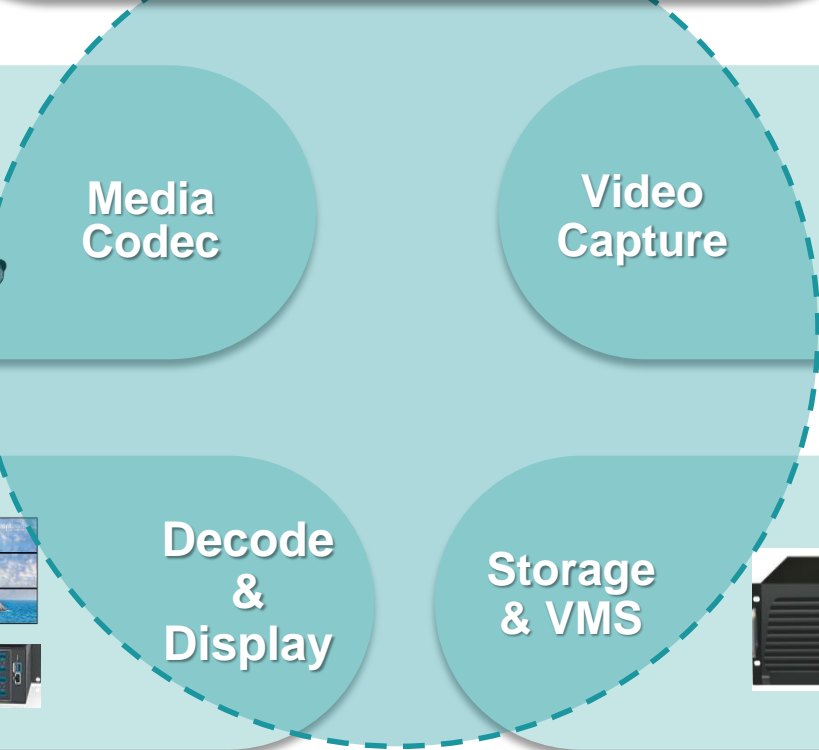 Media
Codec
Video
Capture
Decode
&
Display
Storage
& VMS